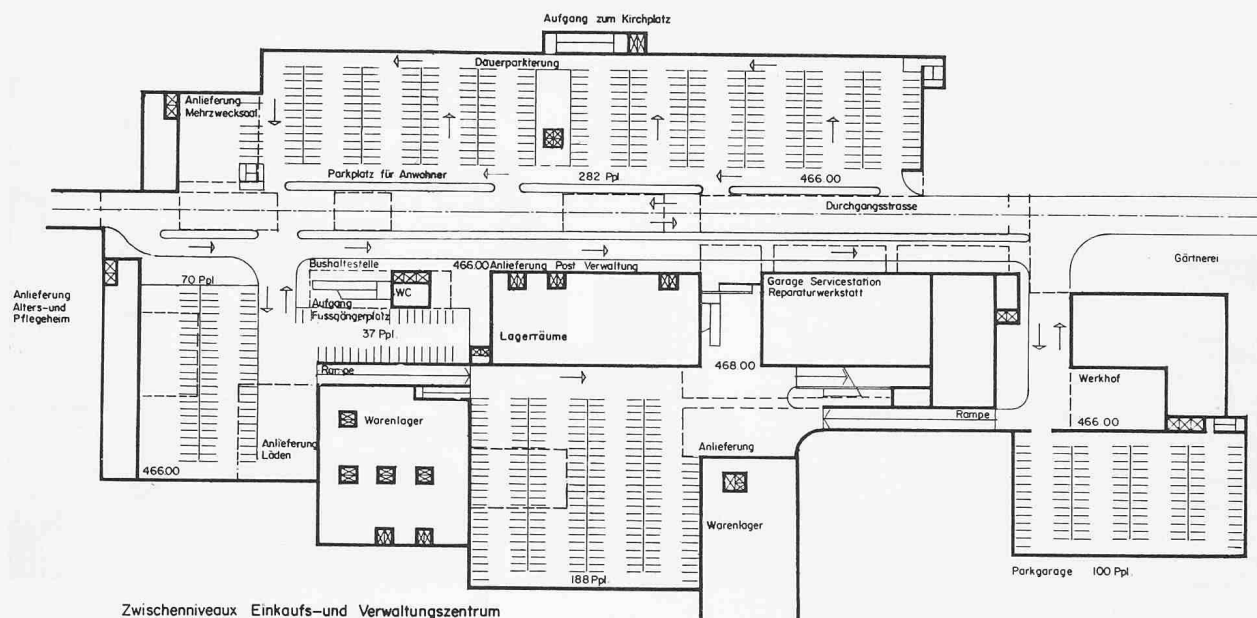 Aufgang zum Kirchplatz
Dauerparkierung
Anlieferung
Mehrzwecksaal
Parkplatz für Anwohner
282 Ppl
466.00
Durchgangsstrasse
Bushaltestelle
466.00 Anlieferung Post Verwaltung
Gärtnerei
70 Ppl
WC
Garage Servicestation
Reparaturwerkstatt
Anlieferung
Alters-und
Pflegeheim
Aufgang
Fussgängerplatz
37 Ppl.
Lagerräume
Rampe
468.00
Werkhof
Rampe
466.00
Warenlager
Anlieferung
Läden
Anlieferung
466.00
Warenlager
188 Ppl.
Parkgarage 100 Ppl.
Zwischenniveaux Einkaufs-und Verwaltungszentrum